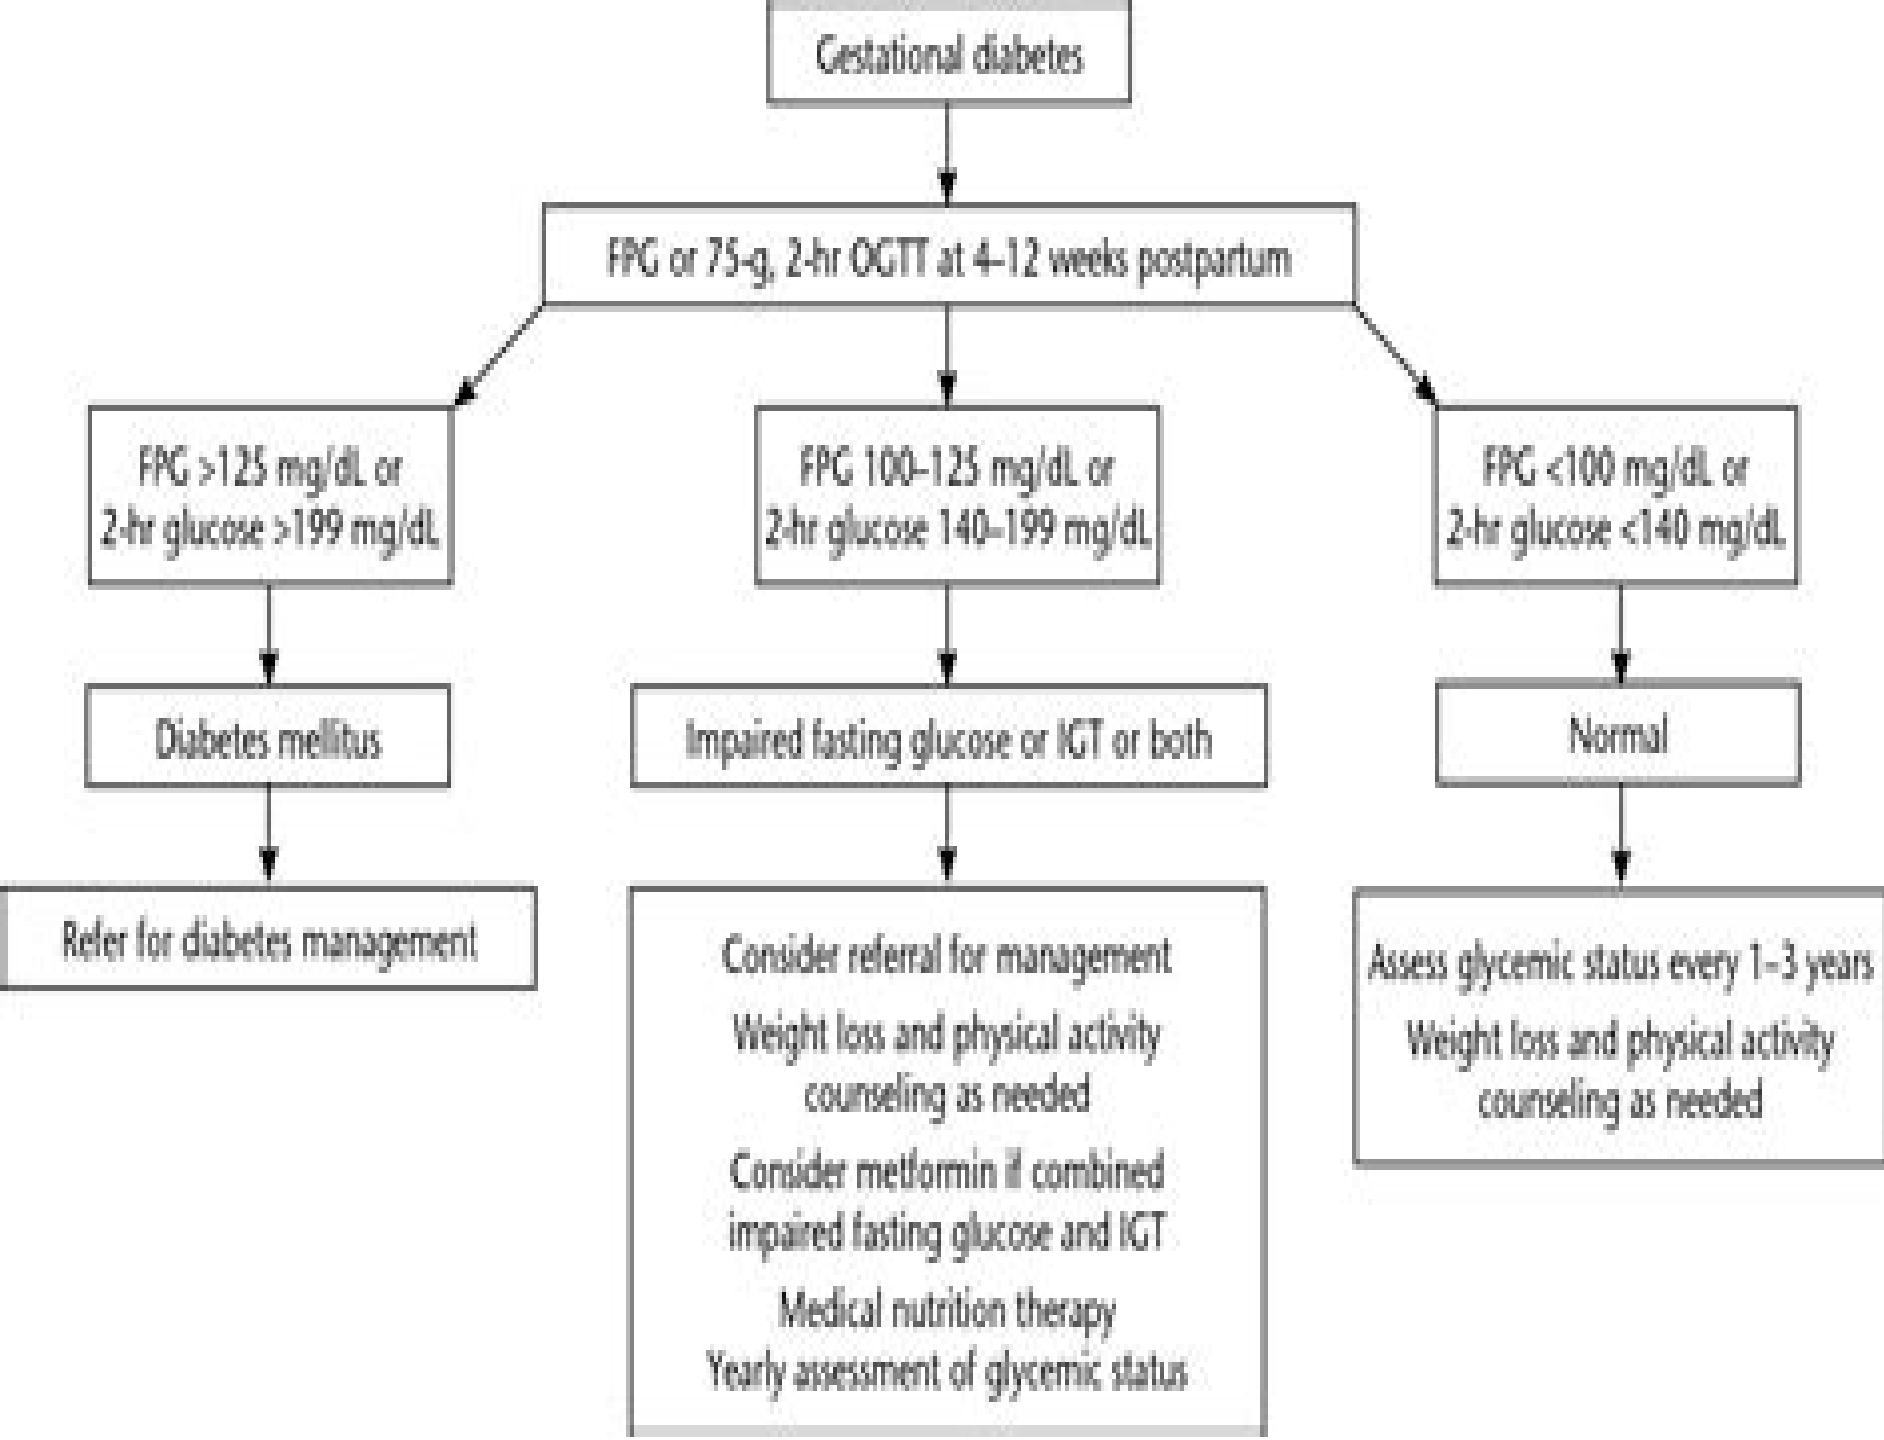 Gestational diabetes
FPG or 75-g, 2-hr OGTT at 4–12 weeks postpartum
FPG >125 mg/dL or
2-hr glucose >199 mg/dL
FPG 100–125 mg/dL or
2-hr glucose 140–199 mg/dL
FPG <100 mg/dL or
2-hr glucose <140 mg/dL
Diabetes mellitus
Impaired fasting glucose or IGT or both
Normal
Refer for diabetes management
Consider referral for management
Weight loss and physical activity
counseling as needed
Consider metformin if combined
impaired fasting glucose and IGT
Medical nutrition therapy
Yearly assessment of glycemic status
Assess glycemic status every 1–3 years
Weight loss and physical activity
counseling as needed